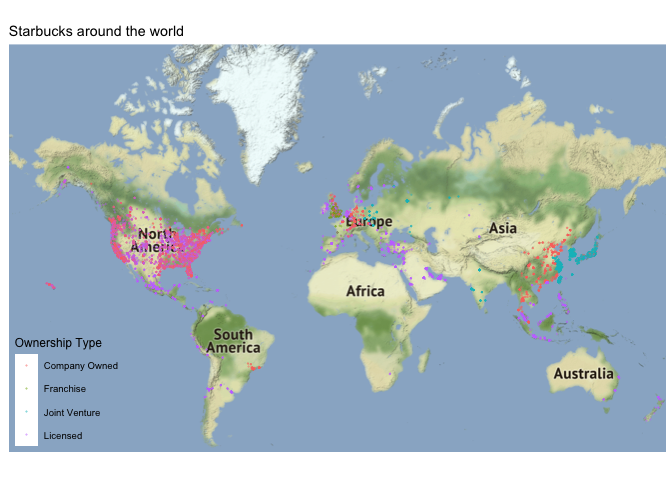 Starbucks around the world
North
America
Europe
Asia
Africa
South
America
Australia
Ownership Type
Company Owned
Franchise
Joint Venture
Licensed